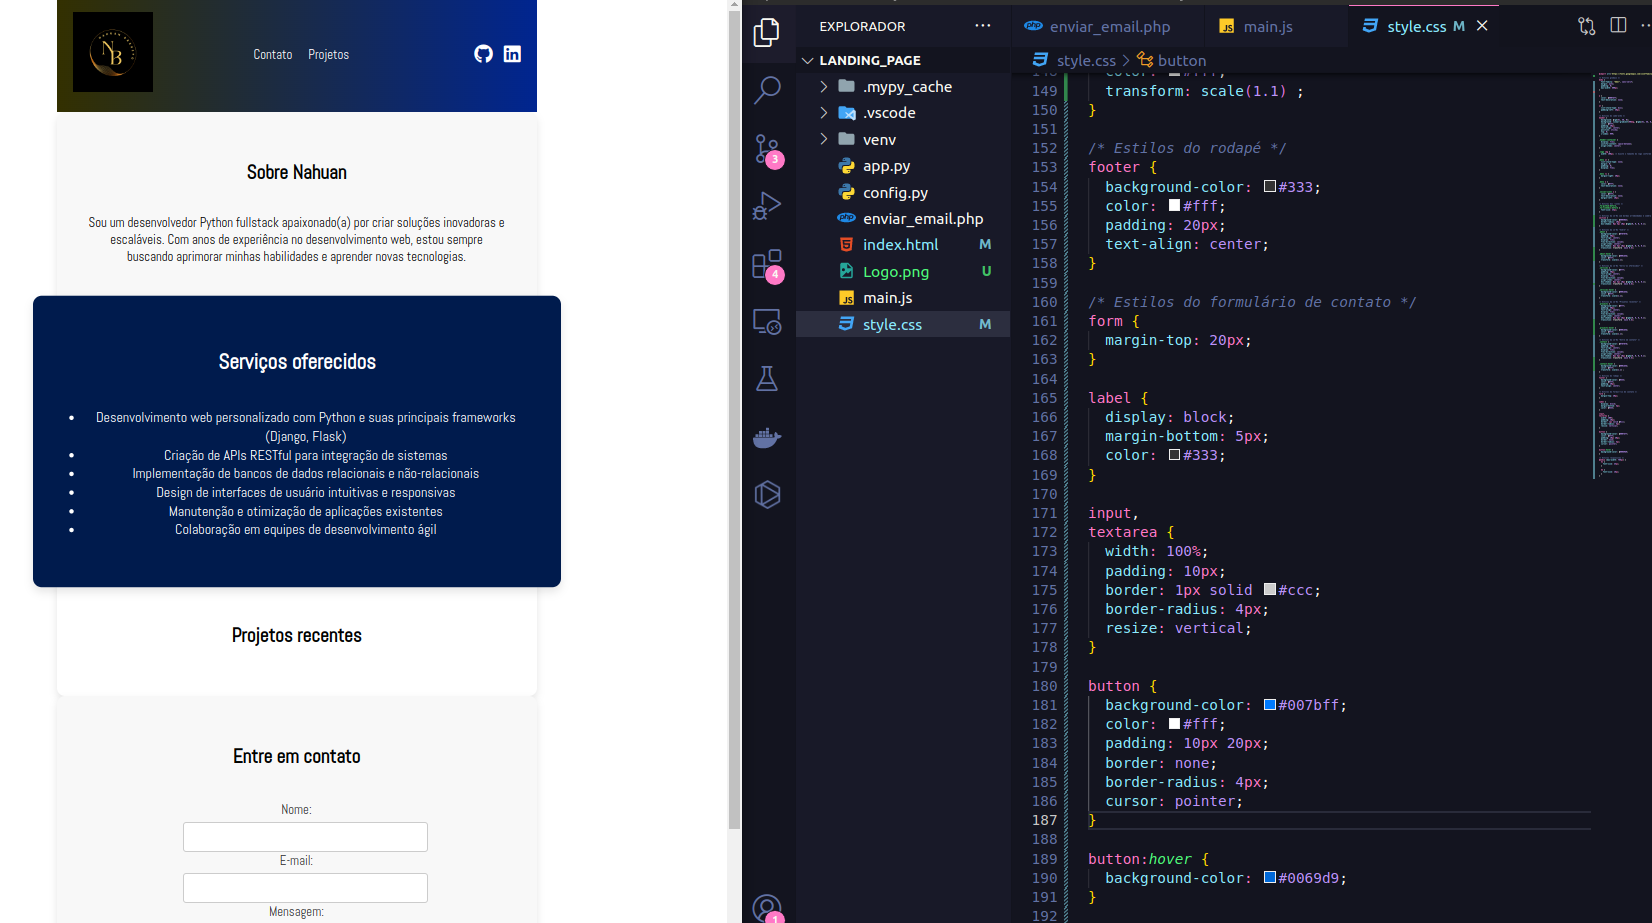 NB
Contato Projetos
Sobre Nahuan
Sou um desenvolvedor Python fullstack apaixonado(a) por criar soluções inovadoras e
escaláveis. Com anos de experiência no desenvolvimento web, estou sempre
buscando aprimorar minhas habilidades e aprender novas tecnologias.
Serviços oferecidos
• Desenvolvimento web personalizado com Python e suas principais frameworks
(Django, Flask)
• Criação de APIs RESTful para integração de sistemas
• Implementação de bancos de dados relacionais e não-relacionais
• Design de interfaces de usuário intuitivas e responsivas
• Manutenção e otimização de aplicações existentes
• Colaboração em equipes de desenvolvimento ágil
Projetos recentes
Entre em contato
Nome:
E-mail:
Mensagem:
3
4
1
EXPLORADOR ...
LANDING_PAGE
.mypy_cache
.vscode
venv
app.py
config.py
enviar_email.php
index.html M
Logo.png U
main.js
style.css M
enviar_email.php main.js style.css M
style.css > button
148 color: #fff;
149 transform: scale(1.1) ;
150 }
151
152 /* Estilos do rodapé */
153 footer {
154 background-color: #333;
155 color: #fff;
156 padding: 20px;
157 text-align: center;
158 }
159
160 /* Estilos do formulário de contato */
161 form {
162 margin-top: 20px;
163 }
164
165 label {
166 display: block;
167 margin-bottom: 5px;
168 color: #333;
169 }
170
171 input,
172 textarea {
173 width: 100%;
174 padding: 10px;
175 border: 1px solid #ccc;
176 border-radius: 4px;
177 resize: vertical;
178 }
179
180 button {
181 background-color: #007bff;
182 color: #fff;
183 padding: 10px 20px;
184 border: none;
185 border-radius: 4px;
186 cursor: pointer;
187 }
188
189 button:hover {
190 background-color: #0069d9;
191 }
192